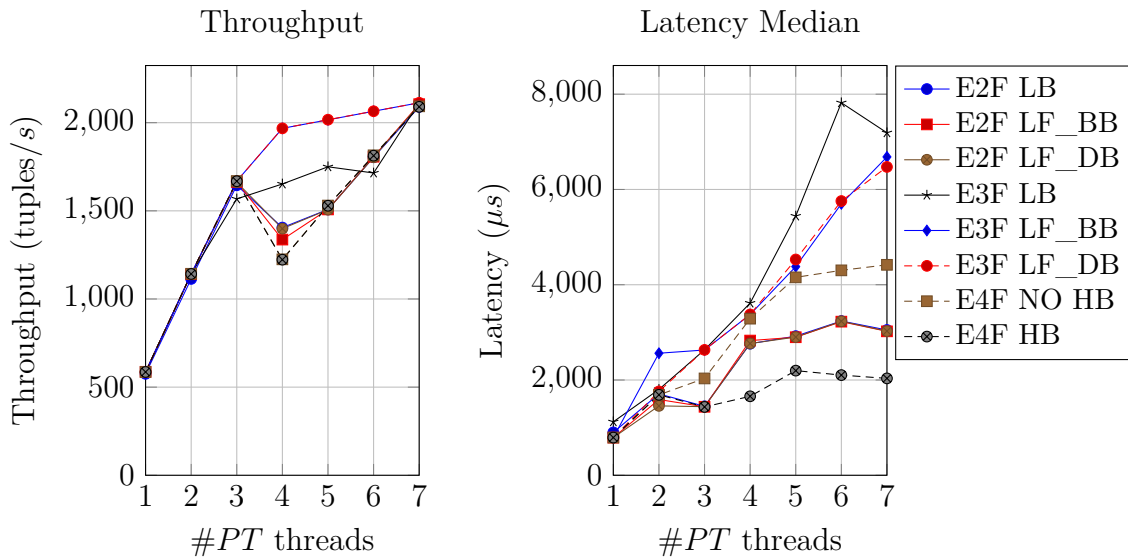 Throughput
Throughput (tuples/s)
2,000
1,500
1,000
500
0
1 2 3 4 5 6 7
#PT threads
Latency Median
Latency (μs)
8,000
6,000
4,000
2,000
0
1 2 3 4 5 6 7
#PT threads
E2F LB
E2F LF_BB
E2F LF_DB
E3F LB
E3F LF_BB
E3F LF_DB
E4F NO HB
E4F HB